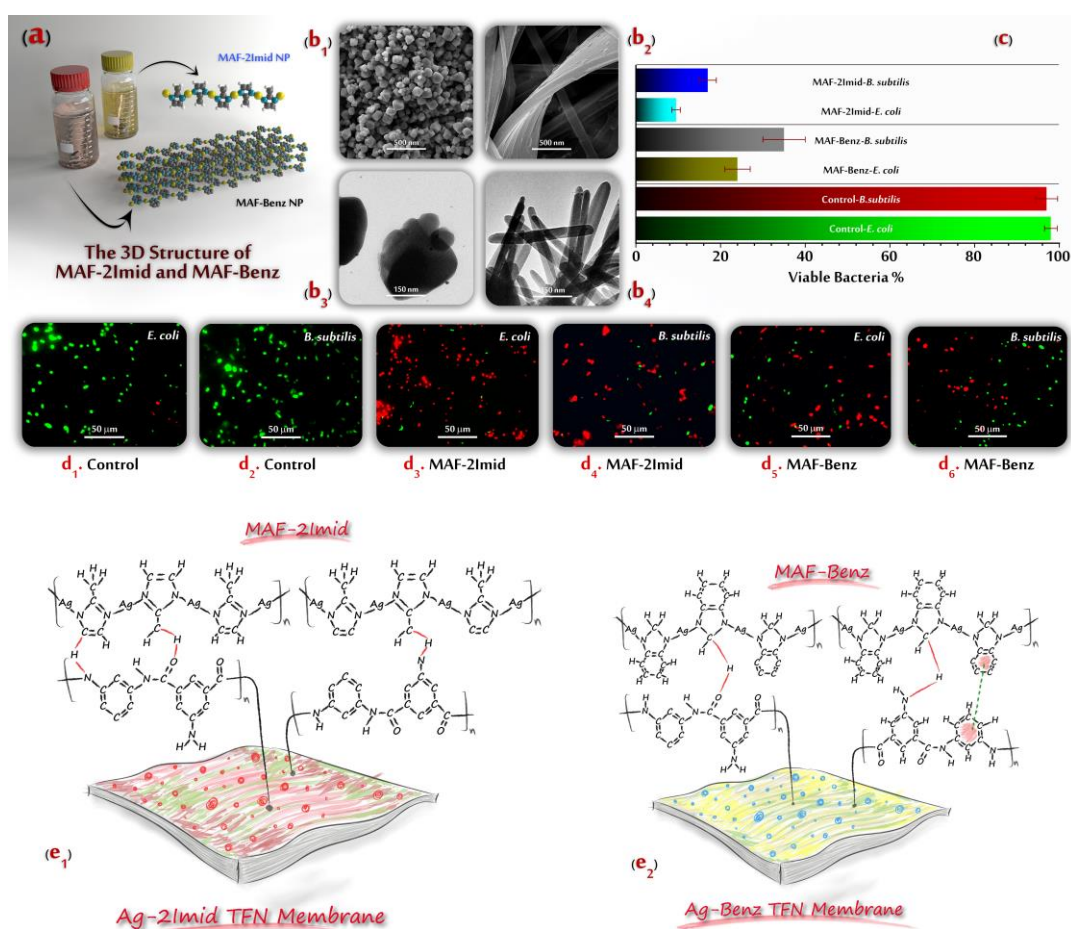 (a)
MAF-2Imid NP
MAF-Benz NP
The 3D Structure of
MAF-2Imid and MAF-Benz
(b1)
500 nm
500 nm
(b2)
(b3)
150 nm
150 nm
(b4)
(c)
MAF-2Imid-B. subtilis
MAF-2Imid-E. coli
MAF-Benz-B. subtilis
MAF-Benz-E. coli
Control-B.subtilis
Control-E. coli
0 20 40 60 80 100
Viable Bacteria %
E. coli
50 μm
d1. Control
B. subtilis
50 μm
d2. Control
E. coli
50 μm
d3. MAF-2Imid
B. subtilis
50 μm
d4. MAF-2Imid
E. coli
50 μm
d5. MAF-Benz
B. subtilis
50 μm
d6. MAF-Benz
MAF-2Imid
(e1)
Ag-2Imid TFN Membrane
MAF-Benz
(e2)
Ag-Benz TFN Membrane